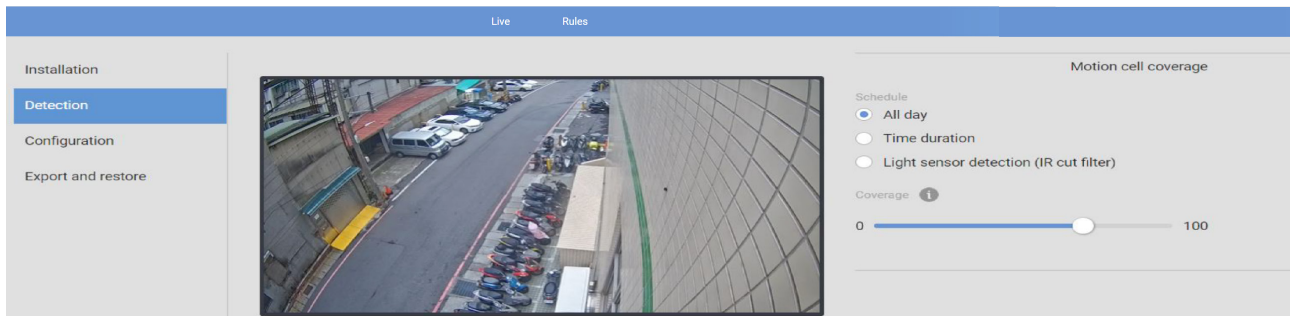 Live Rules
Installation
Detection
Configuration
Export and restore
Motion cell coverage
Schedule
All day
Time duration
Light sensor detection (IR cut filter)
Coverage i
0 100